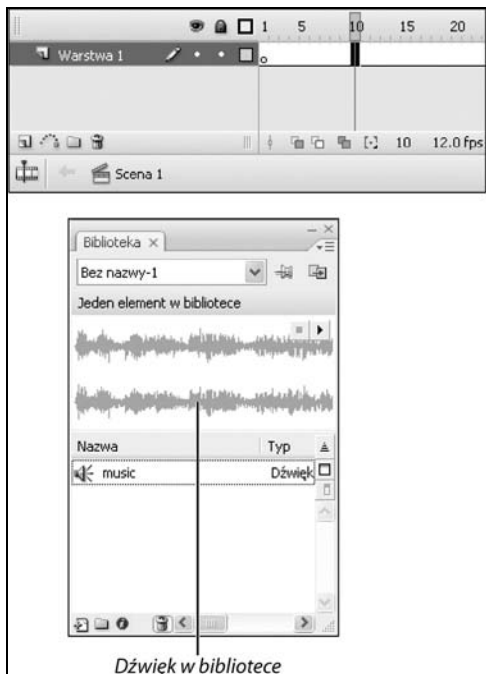 1 5 10 15 20
Warstwa 1
10 12.0 fps
Scena 1
Biblioteka
Bez nazwy-1
Jeden element w bibliotece
Nazwa Typ
music Dźwięk
Dźwięk w bibliotece